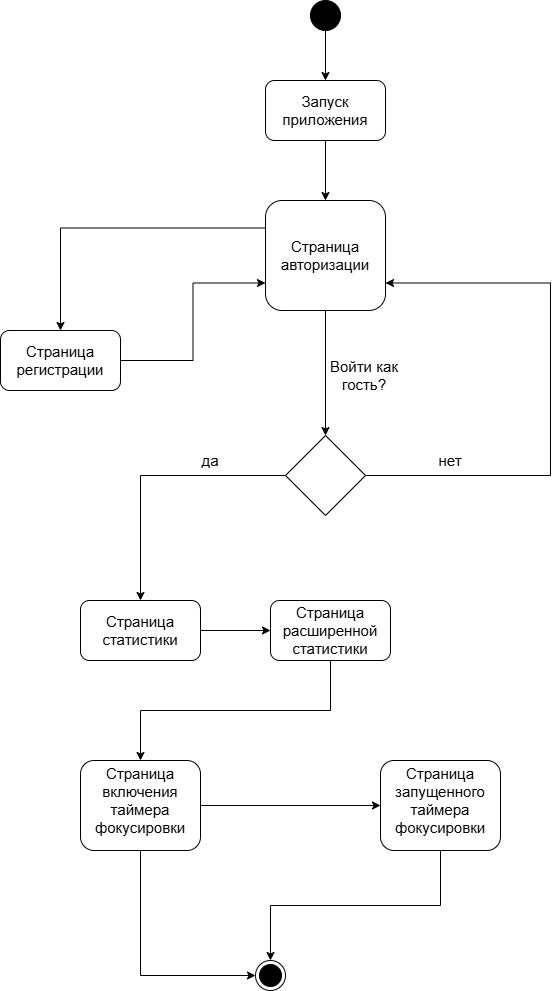 Запуск
приложения
Страница
авторизации
Страница
регистрации
Войти как
гость?
да
нет
Страница
статистики
Страница
расширенной
статистики
Страница
включения
таймера
фокусировки
Страница
запущенного
таймера
фокусировки